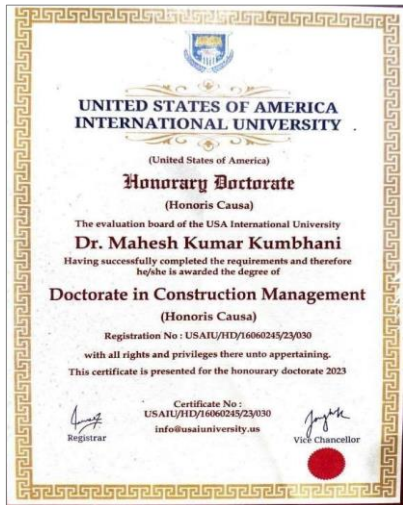 UNITED STATES OF AMERICA
INTERNATIONAL UNIVERSITY
(United States of America)
Honorary Doctorate
(Honoris Causa)
The evaluation board of the USA International University
Dr. Mahesh Kumar Kumbhani
Having successfully completed the requirements and therefore
he/she is awarded the degree of
Doctorate in Construction Management
(Honoris Causa)
Registration No : USAIU/HD/16060245/23/030
with all rights and privileges there unto appertaining.
This certificate is presented for the honourary doctorate 2023
Certificate No :
USAIU/HD/16060245/23/030
info@usaiuniversity.us
Registrar
Vice Chancellor